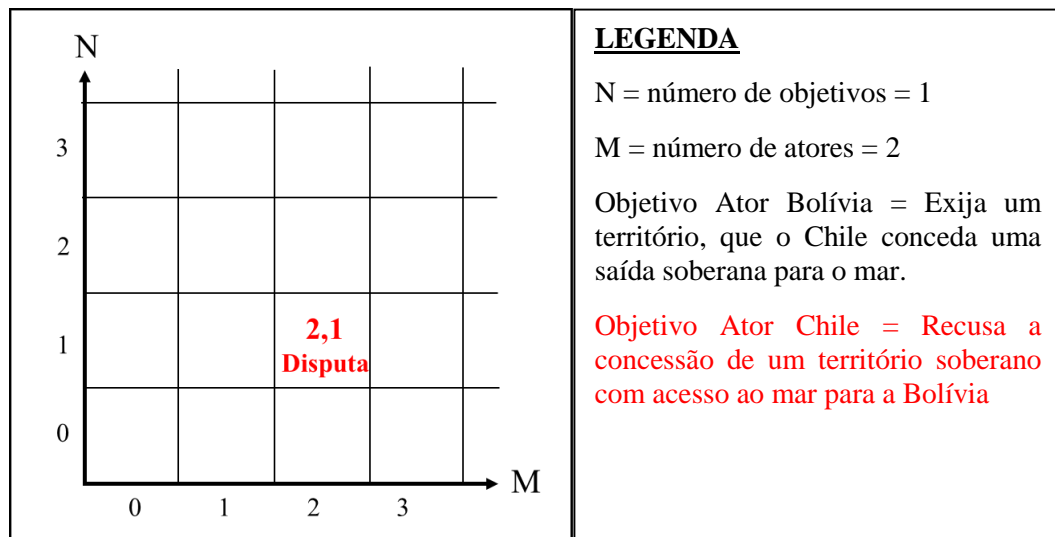 N
3
2
1
0
2,1
Disputa
M
0 1 2 3
LEGENDA
N = número de objetivos = 1
M = número de atores = 2
Objetivo Ator Bolívia = Exija um
território, que o Chile conceda uma
saída soberana para o mar.
Objetivo Ator Chile = Recusa a
concessão de um território soberano
com acesso ao mar para a Bolívia